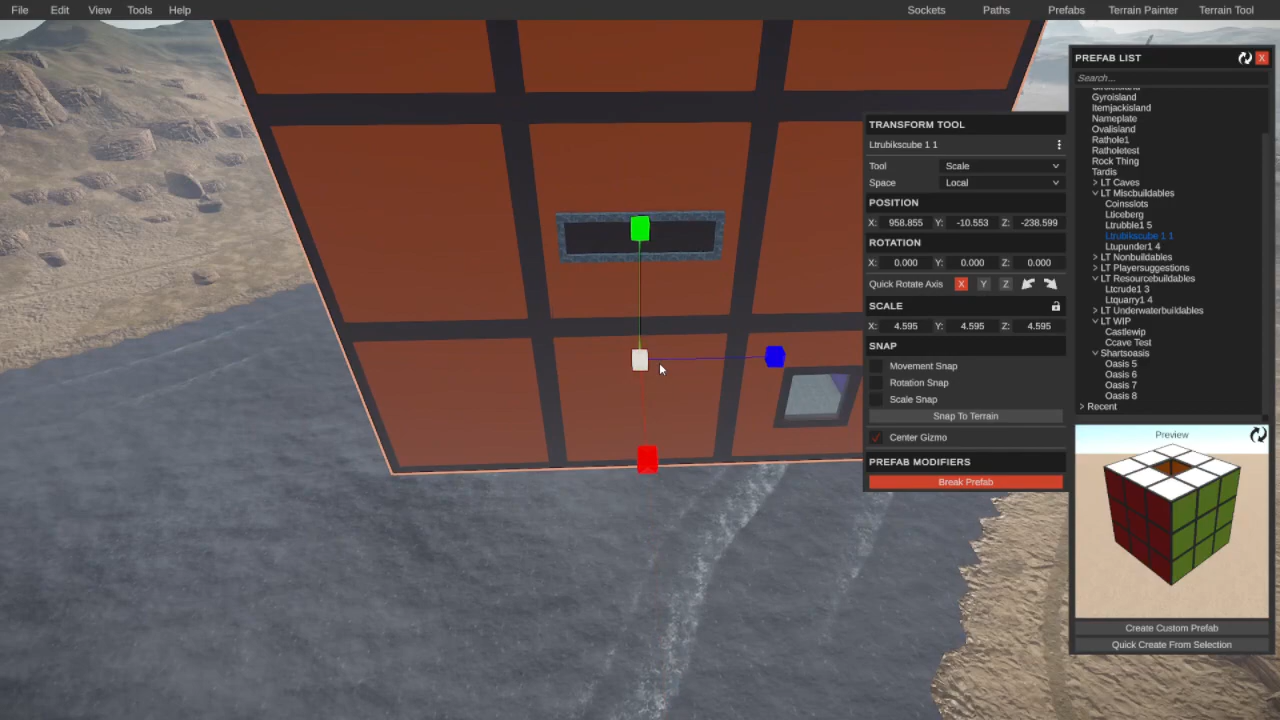 File Edit View Tools Help Sockets Paths Prefabs Terrain Painter Terrain Tool
TRANSFORM TOOL
Ltrubikscube 1 1
Tool Scale
Space Local
POSITION
X: 958.855 Y: -10.553 Z: -238.599
ROTATION
X: 0.000 Y: 0.000 Z: 0.000
Quick Rotate Axis X Y Z
SCALE
X: 4.595 Y: 4.595 Z: 4.595
SNAP
Movement Snap
Rotation Snap
Scale Snap
Snap To Terrain
Center Gizmo
PREFAB MODIFIERS
Break Prefab
PREFAB LIST X
Search...
Gyroisland
Itemjackisland
Nameplate
Ovalisland
Rathole1
Ratholetest
Rock Thing
Tardis
LT Caves
LT Miscbuildables
Coinsslots
Lticeberg
Ltrubble1 5
Ltrubikscube 1 1
Ltupunder1 4
LT Nonbuildables
LT Playersuggestions
LT Resourcebuildables
Ltcrude1 3
Ltquarry1 4
LT Underwaterbuildables
LT WIP
Castlewip
Ccave Test
Shartsoasis
Oasis 5
Oasis 6
Oasis 7
Oasis 8
Recent
Preview
Create Custom Prefab
Quick Create From Selection